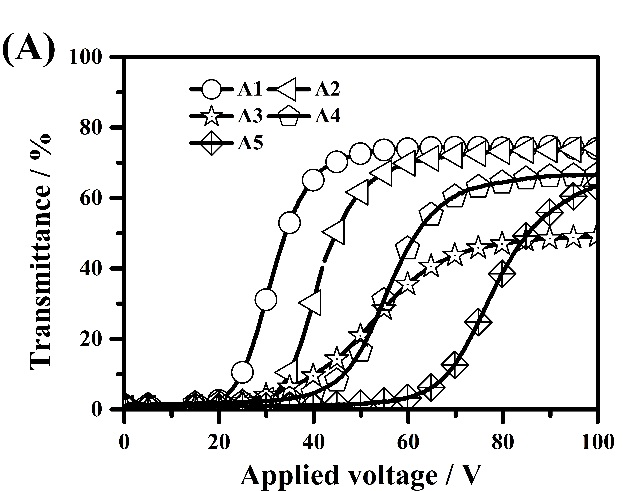 (A)
100
80
60
40
20
0
Transmittance / %
A1 A2
A3 A4
A5
0 20 40 60 80 100
Applied voltage / V